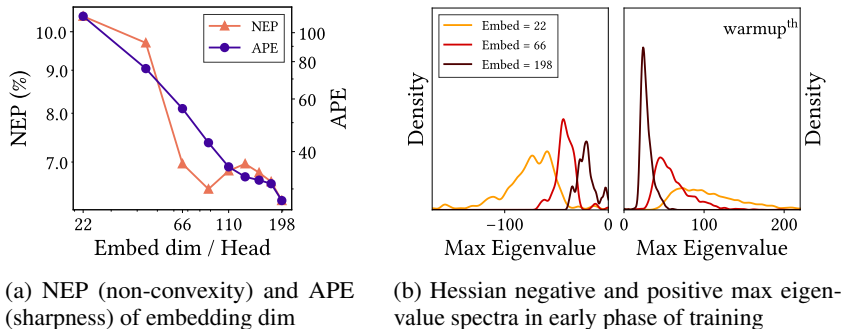 NEP
APE
10.0
9.0
8.0
7.0
NEP (%)
100
80
60
40
APE
22
66
110
198
Embed dim / Head
Embed = 22
Embed = 66
Embed = 198
warmupᵗʰ
Density
Density
−100
0
0
100
200
Max Eigenvalue
Max Eigenvalue
(a) NEP (non-convexity) and APE
(sharpness) of embedding dim
(b) Hessian negative and positive max eigen-
value spectra in early phase of training